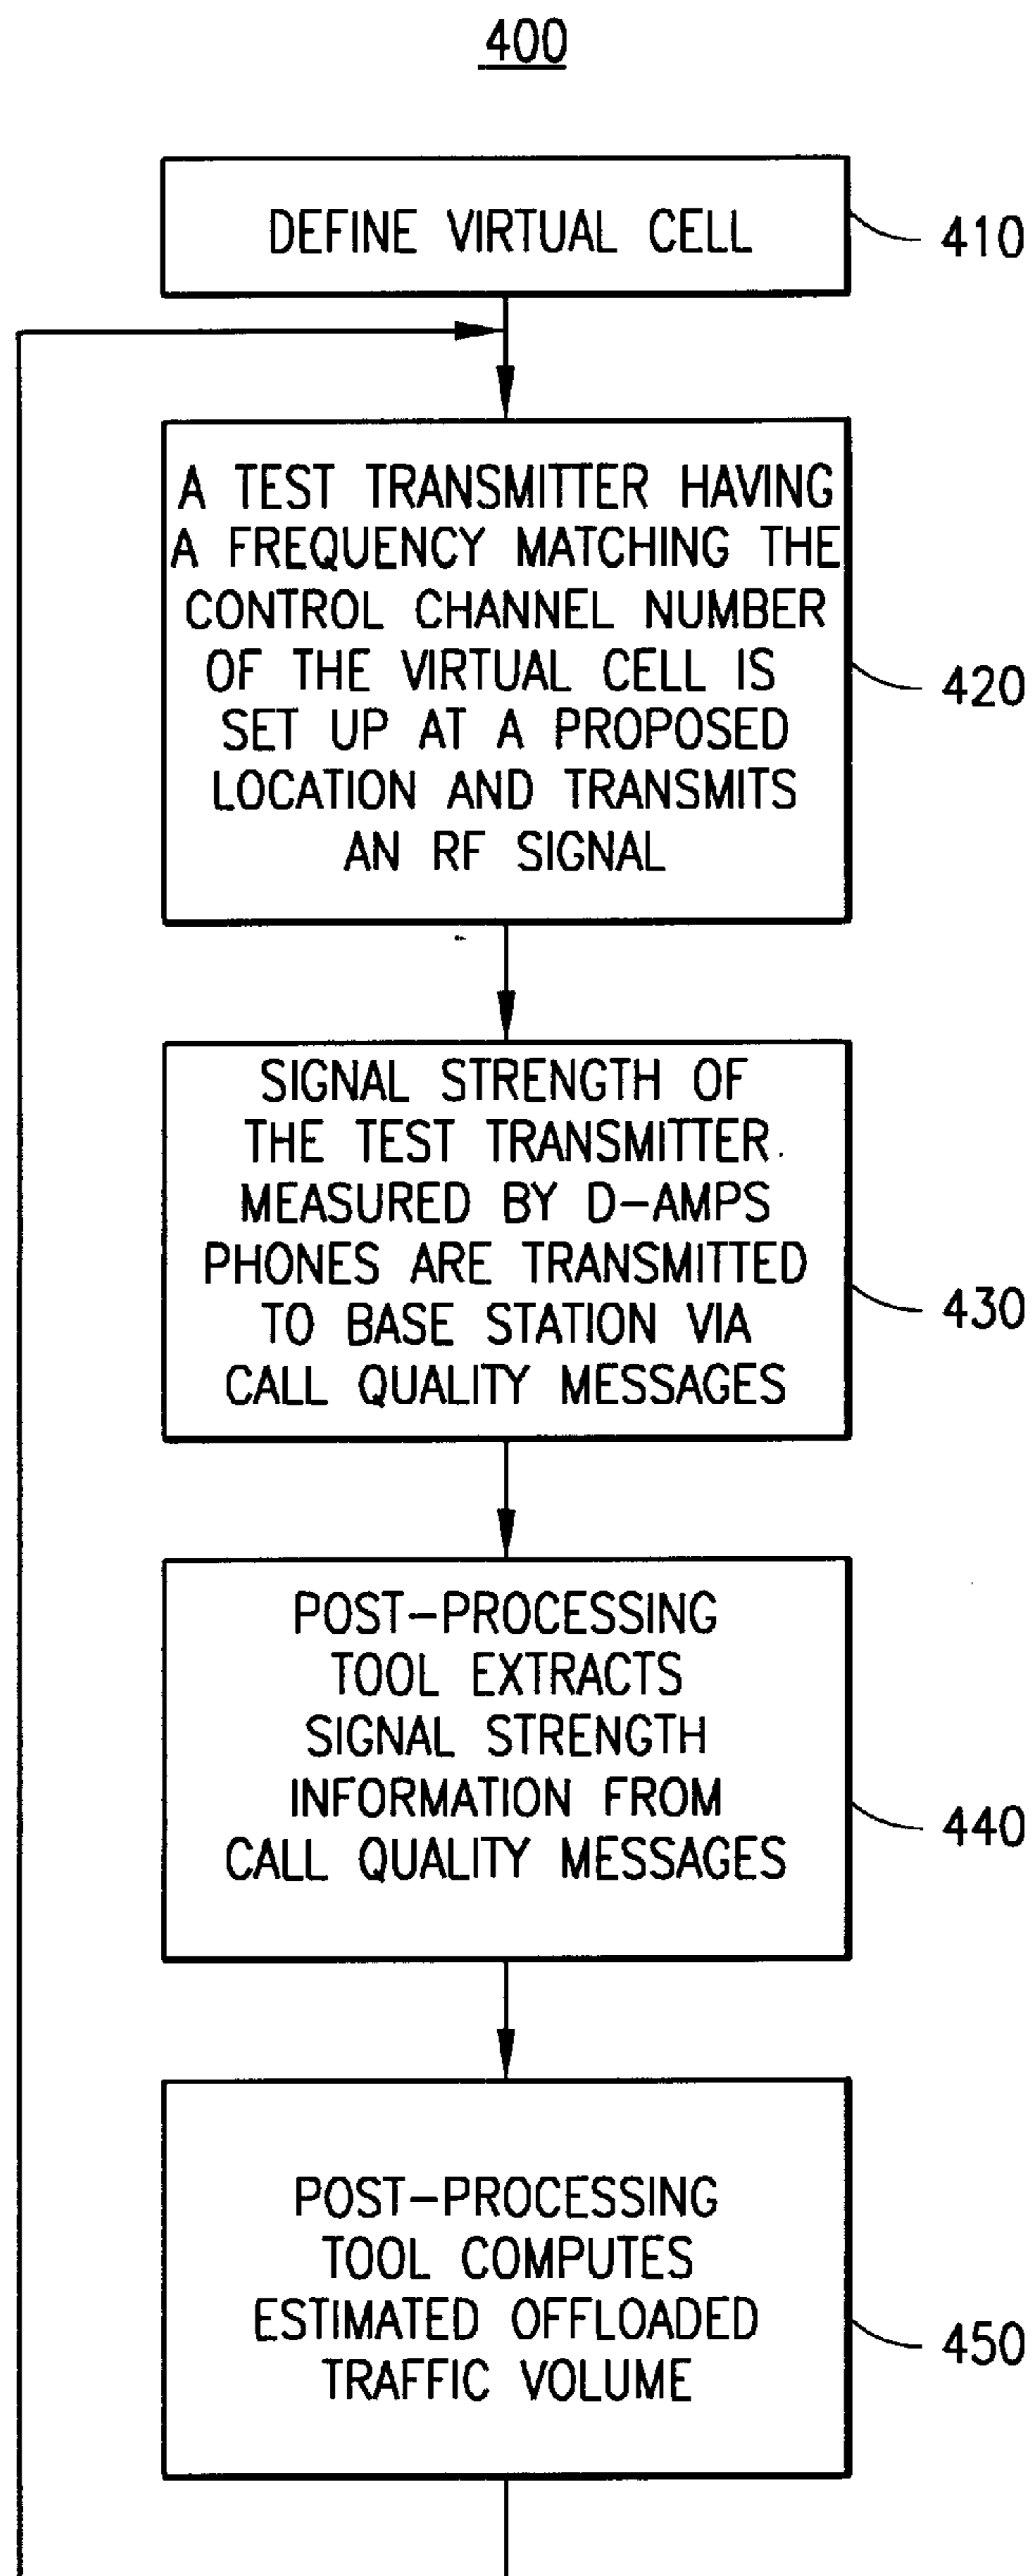 400
DEFINE VIRTUAL CELL
410
A TEST TRANSMITTER HAVING
A FREQUENCY MATCHING THE
CONTROL CHANNEL NUMBER
OF THE VIRTUAL CELL IS
SET UP AT A PROPOSED
LOCATION AND TRANSMITS
AN RF SIGNAL
420
SIGNAL STRENGTH OF
THE TEST TRANSMITTER
MEASURED BY D-AMPS
PHONES ARE TRANSMITTED
TO BASE STATION VIA
CALL QUALITY MESSAGES
430
POST-PROCESSING
TOOL EXTRACTS
SIGNAL STRENGTH
INFORMATION FROM
CALL QUALITY MESSAGES
440
POST-PROCESSING
TOOL COMPUTES
ESTIMATED OFFLOADED
TRAFFIC VOLUME
450